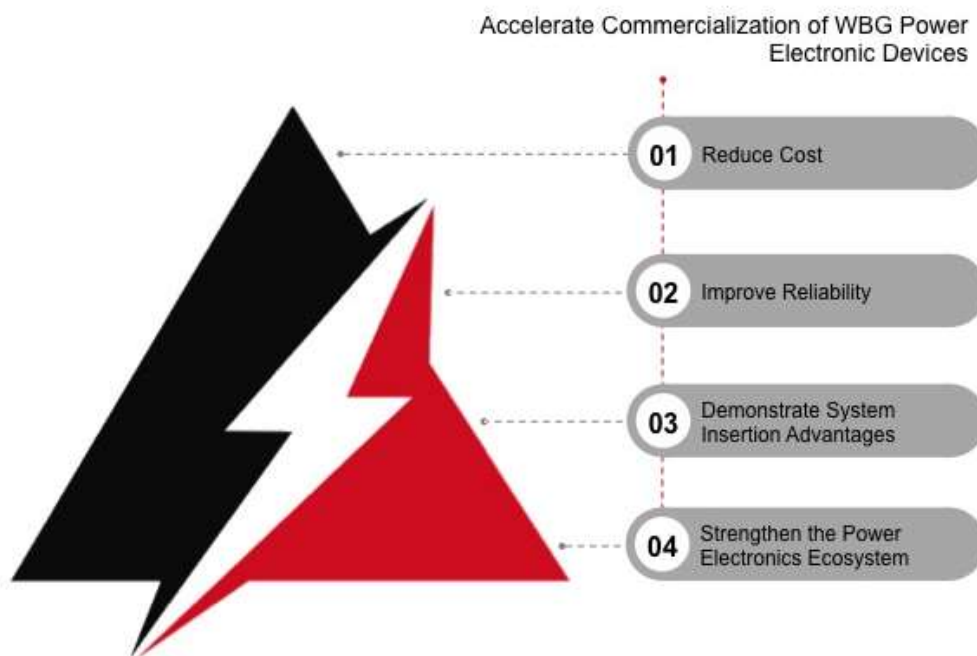 Accelerate Commercialization of WBG Power
Electronic Devices
01 Reduce Cost
02 Improve Reliability
03 Demonstrate System
Insertion Advantages
04 Strengthen the Power
Electronics Ecosystem